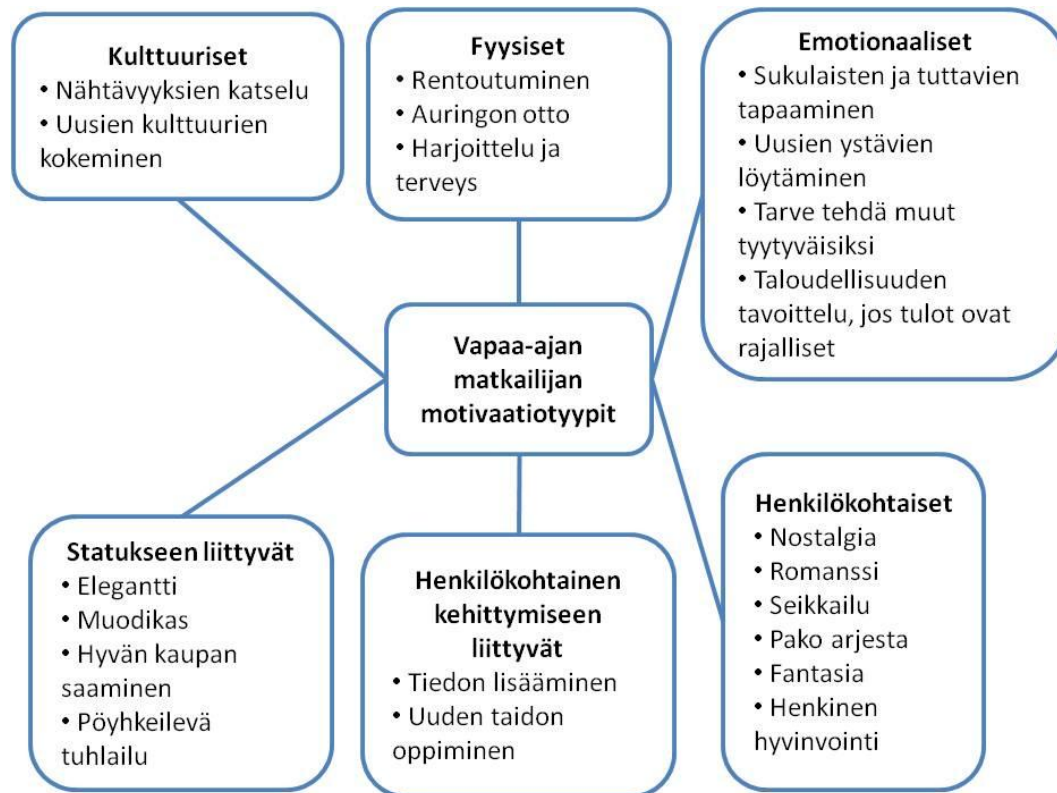 Kulttuuriset
• Nähtävyyksien katselu
• Uusien kulttuurien
kokeminen
Fyysiset
• Rentoutuminen
• Auringon otto
• Harjoittelu ja
terveys
Emotionaaliset
• Sukulaisten ja tuttavien
tapaaminen
• Uusien ystävien
löytäminen
• Tarve tehdä muut
tyytyväisiksi
• Taloudellisuuden
tavoittelu, jos tulot ovat
rajalliset
Vapaa-ajan
matkailijan
motivaatiotyypit
Statukseen liittyvät
• Elegantti
• Muodikas
• Hyvän kaupan
saaminen
• Pöyhkeilevä
tuhlailu
Henkilökohtainen
kehittymiseen
liittyvät
• Tiedon lisääminen
• Uuden taidon
oppiminen
Henkilökohtaiset
• Nostalgia
• Romanssi
• Seikkailu
• Pako arjesta
• Fantasia
• Henkinen
hyvinvointi